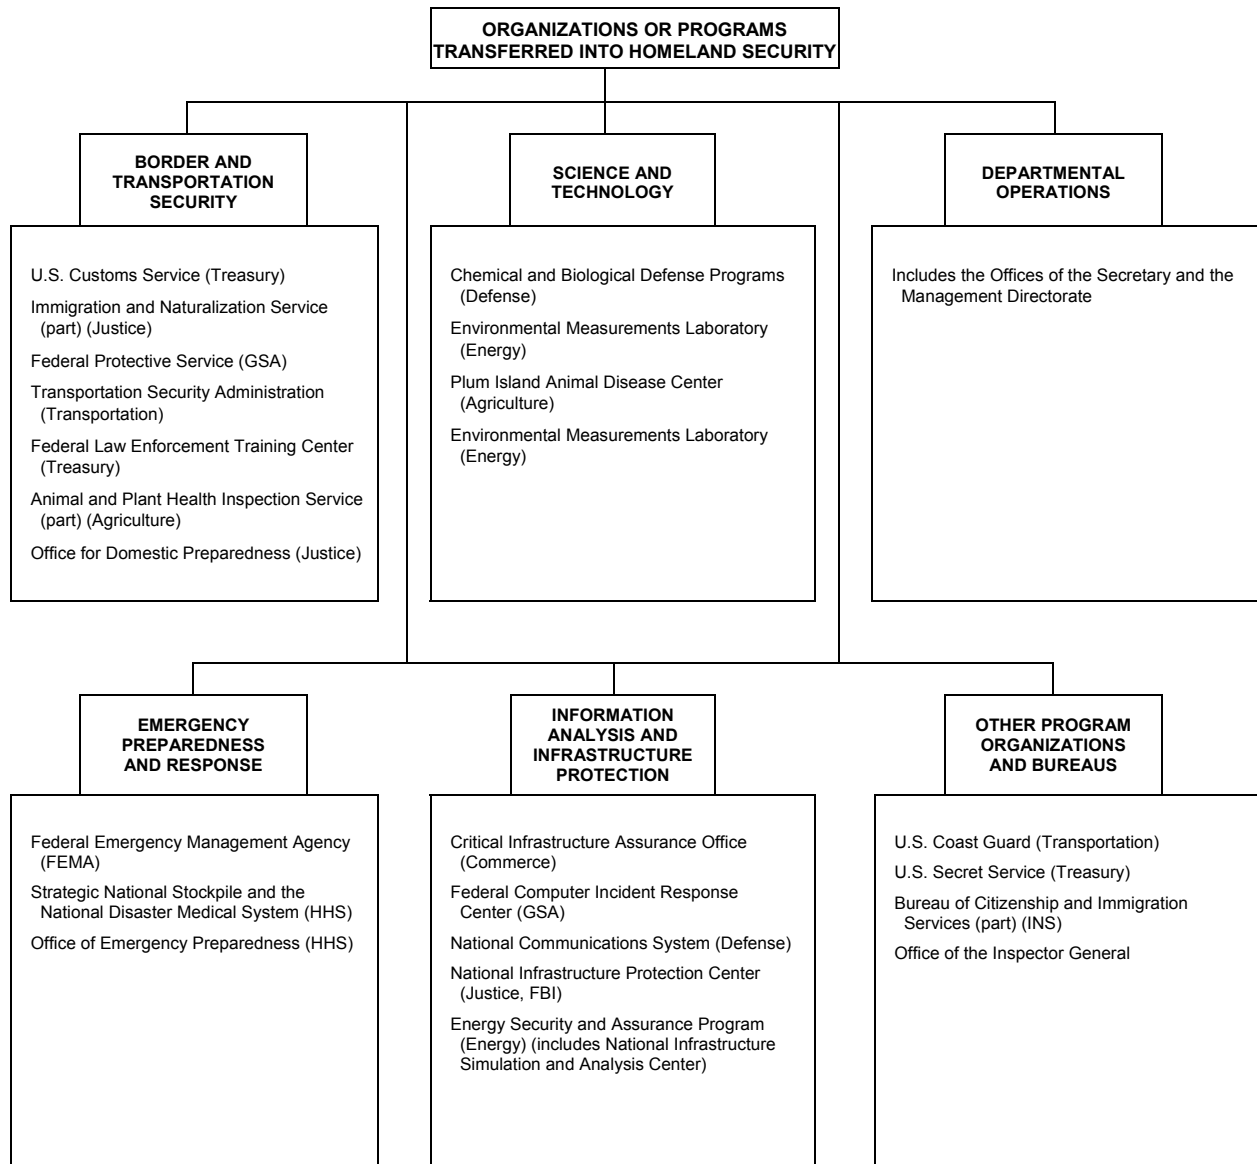 ORGANIZATIONS OR PROGRAMS
TRANSFERRED INTO HOMELAND SECURITY
BORDER AND
TRANSPORTATION
SECURITY
U.S. Customs Service (Treasury)
Immigration and Naturalization Service
(part) (Justice)
Federal Protective Service (GSA)
Transportation Security Administration
(Transportation)
Federal Law Enforcement Training Center
(Treasury)
Animal and Plant Health Inspection Service
(part) (Agriculture)
Office for Domestic Preparedness (Justice)
SCIENCE AND
TECHNOLOGY
Chemical and Biological Defense Programs
(Defense)
Environmental Measurements Laboratory
(Energy)
Plum Island Animal Disease Center
(Agriculture)
Environmental Measurements Laboratory
(Energy)
DEPARTMENTAL
OPERATIONS
Includes the Offices of the Secretary and the
Management Directorate
EMERGENCY
PREPAREDNESS
AND RESPONSE
Federal Emergency Management Agency
(FEMA)
Strategic National Stockpile and the
National Disaster Medical System (HHS)
Office of Emergency Preparedness (HHS)
INFORMATION
ANALYSIS AND
INFRASTRUCTURE
PROTECTION
Critical Infrastructure Assurance Office
(Commerce)
Federal Computer Incident Response
Center (GSA)
National Communications System (Defense)
National Infrastructure Protection Center
(Justice, FBI)
Energy Security and Assurance Program
(Energy) (includes National Infrastructure
Simulation and Analysis Center)
OTHER PROGRAM
ORGANIZATIONS
AND BUREAUS
U.S. Coast Guard (Transportation)
U.S. Secret Service (Treasury)
Bureau of Citizenship and Immigration
Services (part) (INS)
Office of the Inspector General